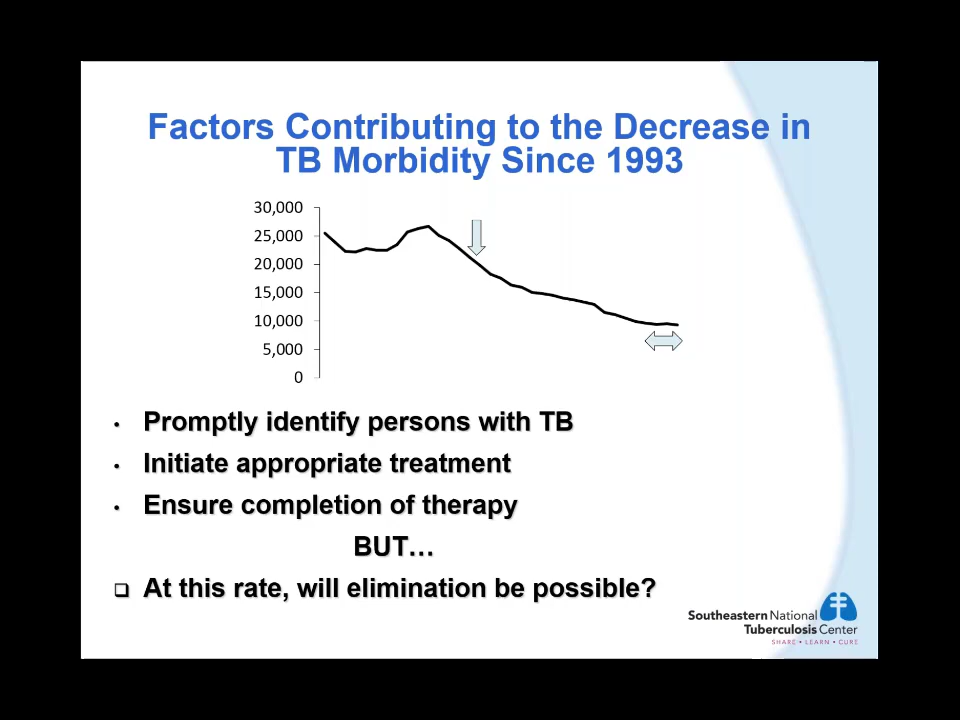 Factors Contributing to the Decrease in
TB Morbidity Since 1993
30,000
25,000
20,000
15,000
10,000
5,000
0
• Promptly identify persons with TB
• Initiate appropriate treatment
• Ensure completion of therapy
BUT…
❑ At this rate, will elimination be possible?
Southeastern National
Tuberculosis Center
SHARE • LEARN • CURE